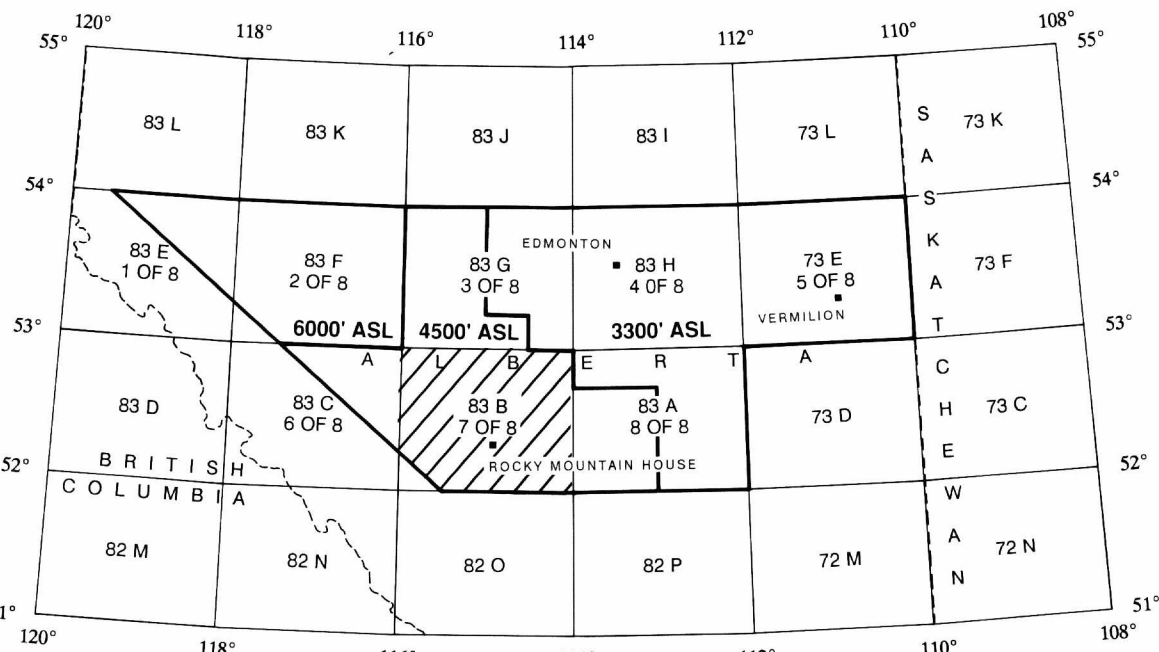 120° 118° 116° 114° 112° 110° 108°
55° 55°
83 L 83 K 83 J 83 I 73 L 73 K
54° 54°
83 E 83 F 83 G 83 H 73 E 73 F
1 OF 8 2 OF 8 3 OF 8 4 0F 8 5 OF 8
EDMONTON
VERMILION
53° 53°
6000' ASL 4500' ASL 3300' ASL
A L B E R T A
83 D 83 C 83 B 83 A 73 D 73 C
6 OF 8 7 OF 8 8 OF 8
ROCKY MOUNTAIN HOUSE
52° 52°
BRITISH
COLUMBIA
SASKATCHEWAN
82 M 82 N 82 O 82 P 72 M 72 N
1° 51°
120° 118° 110° 108°